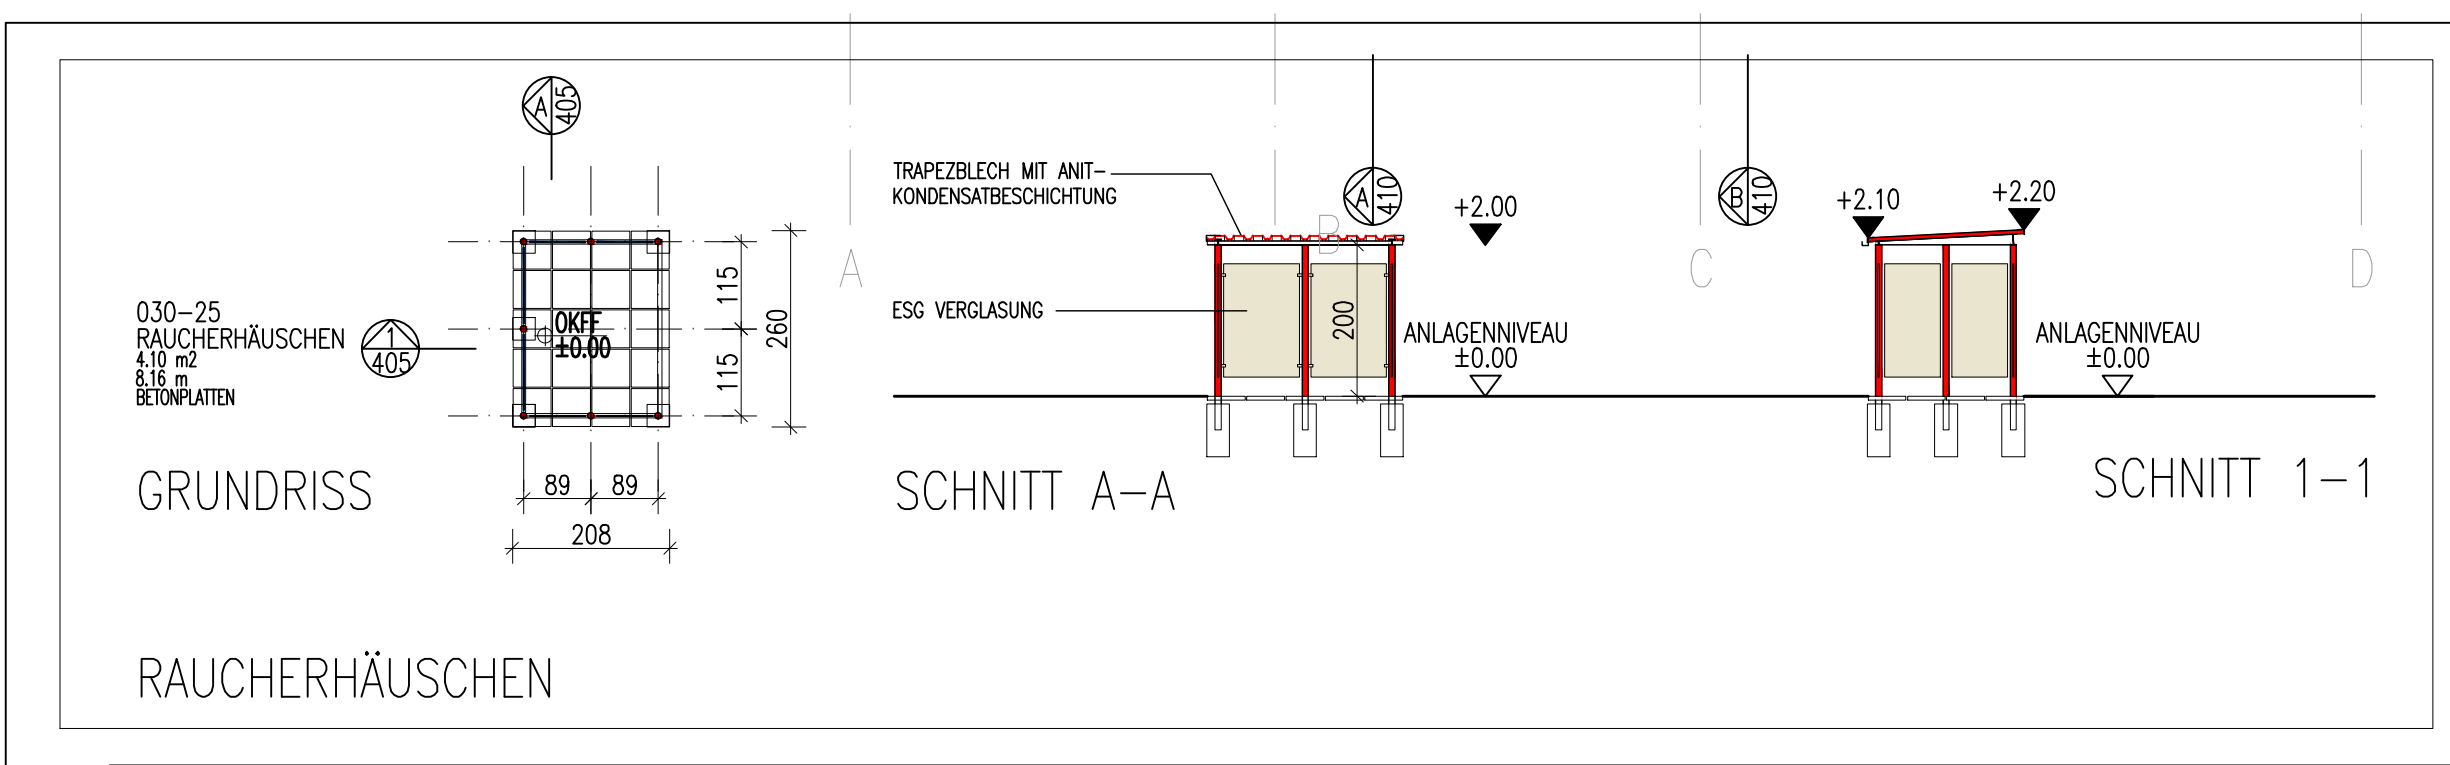 A
405
030-25
RAUCHERHÄUSCHEN
4.10 m2
8.16 m
BETONPLATTEN
1
405
OKFF
±0.00
115
115
260
89
89
208
GRUNDRISS
A
TRAPEZBLECH MIT ANIT-
KONDENSATBESCHICHTUNG
ESG VERGLASUNG
B
A
410
+2.00
200
ANLAGENNIVEAU
±0.00
SCHNITT A-A
B
410
C
+2.10
+2.20
ANLAGENNIVEAU
±0.00
D
SCHNITT 1-1
RAUCHERHÄUSCHEN